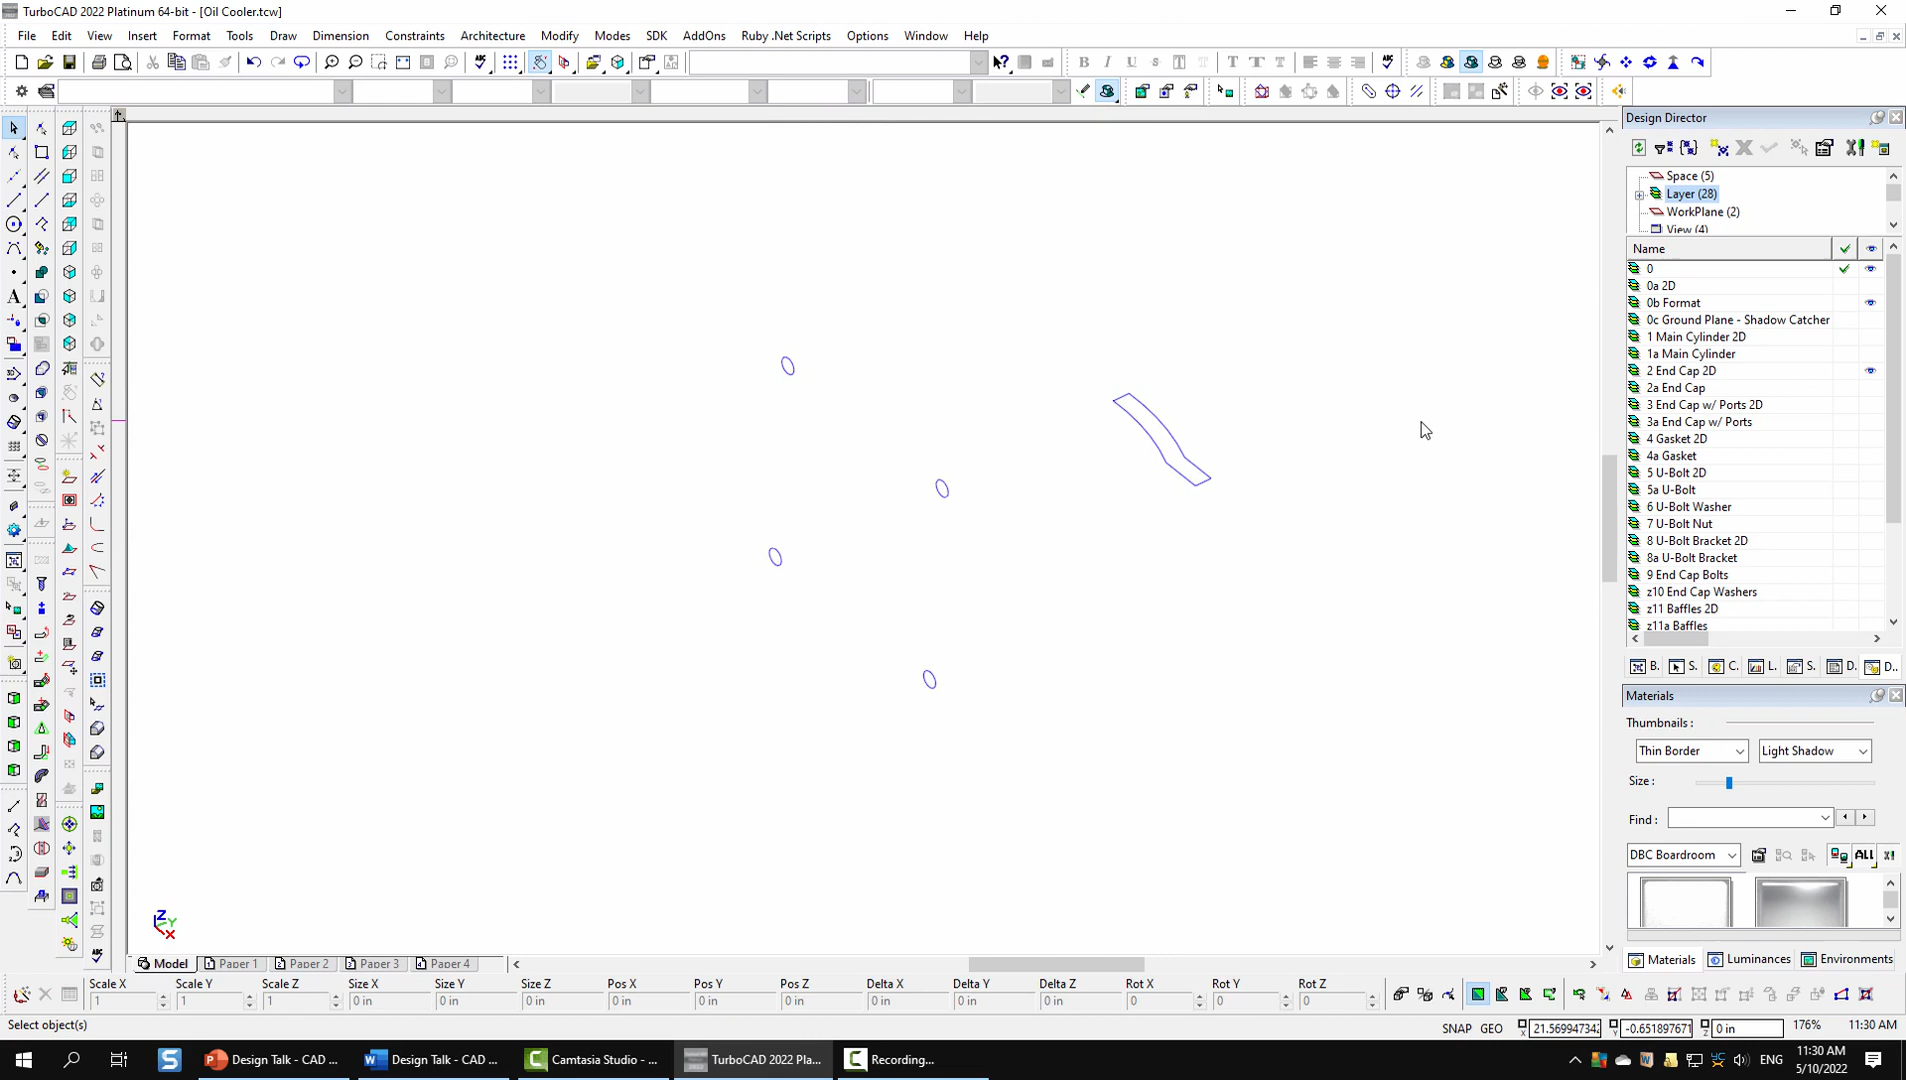 TurboCAD 2022 Platinum 64-bit - [Oil Cooler.tcw]
File Edit View Insert Format Tools Draw Dimension Constraints Architecture Modify Modes SDK AddOns Ruby .Net Scripts Options Window Help
Design Director
Space (5)
Layer (28)
WorkPlane (2)
View (4)
Name
0
0a 2D
0b Format
0c Ground Plane - Shadow Catcher
1 Main Cylinder 2D
1a Main Cylinder
2 End Cap 2D
2a End Cap
3 End Cap w/ Ports 2D
3a End Cap w/ Ports
4 Gasket 2D
4a Gasket
5 U-Bolt 2D
5a U-Bolt
6 U-Bolt Washer
7 U-Bolt Nut
8 U-Bolt Bracket 2D
8a U-Bolt Bracket
9 End Cap Bolts
z10 End Cap Washers
z11 Baffles 2D
z11a Baffles
B. S. C. L. S. D. D..
Materials
Thumbnails :
Thin Border Light Shadow
Size :
Find :
DBC Boardroom ALL
Materials Luminances Environments
Z Y X
Model Paper 1 Paper 2 Paper 3 Paper 4
Scale X Scale Y Scale Z Size X Size Y Size Z Pos X Pos Y Pos Z Delta X Delta Y Delta Z Rot X Rot Y Rot Z
1 1 1 0 in 0 in 0 in 0 in 0 in 0 in 0 in 0 in 0 in 0 0 0
Select object(s) SNAP GEO 21.569947342 -0.651897671 0 in 176% 11:30 AM
Design Talk - CAD ... Design Talk - CAD ... Camtasia Studio - ... TurboCAD 2022 Pla... Recording... ENG 11:30 AM
5/10/2022